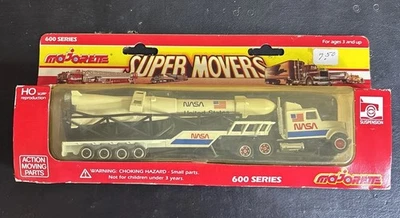 600 SERIES
majorette
SUPER MOVERS
For ages 3 and up
7.50
HO
reproduction
NASA
NASA
NASA
SUSPENSION
ACTION
MOVING
PARTS
WARNING: CHOKING HAZARD - Small parts.
Not for children under 3 years.
600 SERIES
majorette